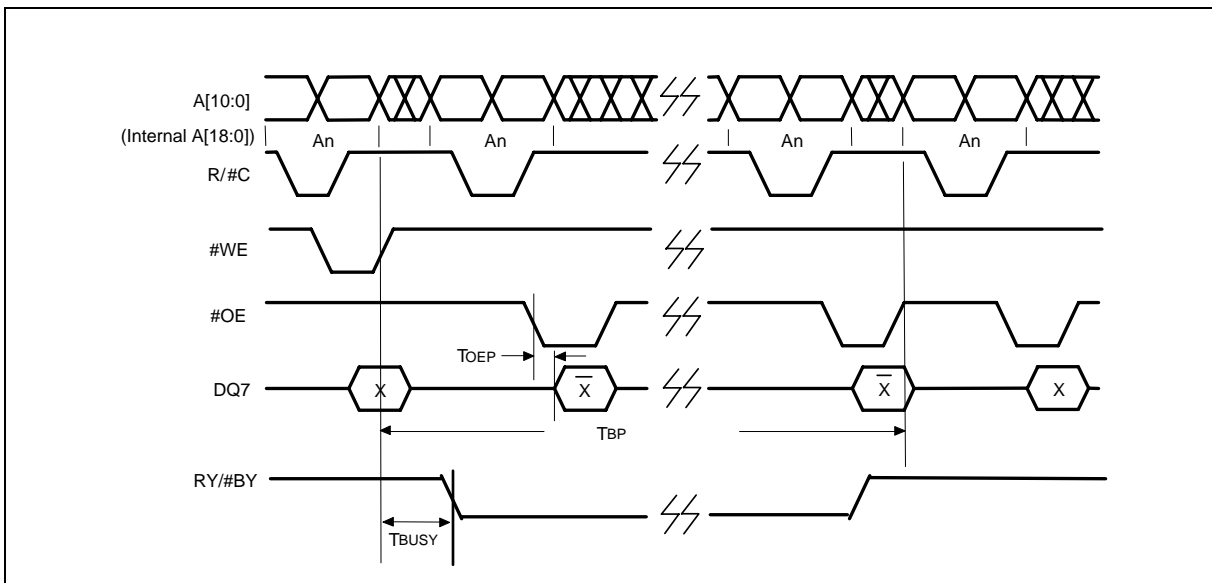 A[10:0]
(Internal A[18:0])
An An An An
R/#C
#WE
#OE
TOEP
DQ7 X X̅ X̅ X
TBP
RY/#BY
TBUSY